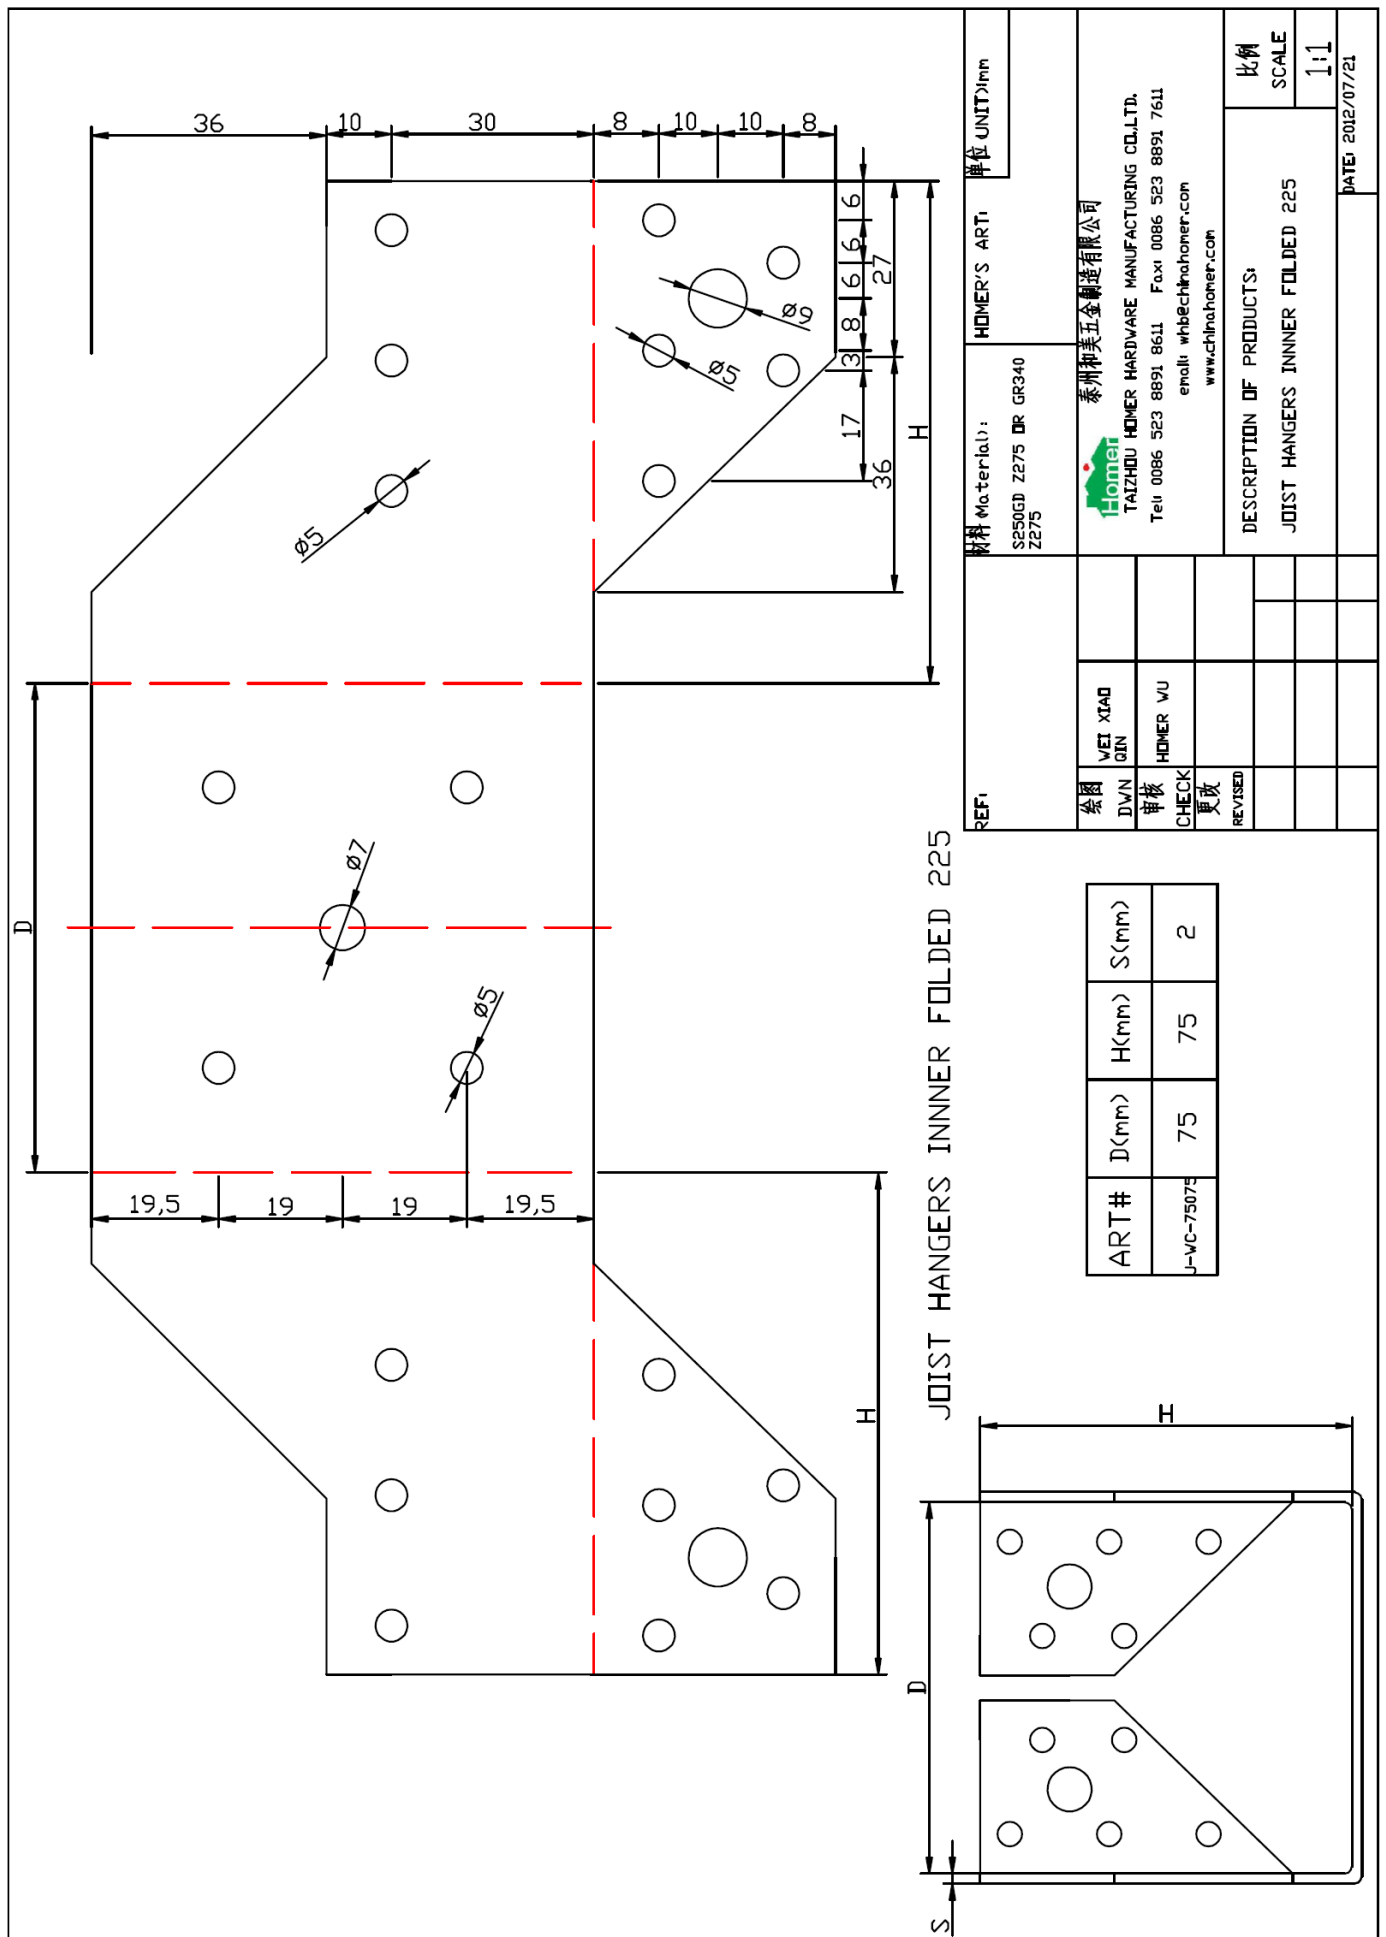 36
10
30
8
10
10
8
6
6
6
8
3
27
17
36
H
ø9
ø5
ø5
D
ø7
ø5
19,5
19
19
19,5
H
JOIST HANGERS INNNER FOLDED 225
ART# D(mm) H(mm) S(mm)
J-WC-75075 75 75 2
H
D
S
REF:
材料(Material):
S250GD Z275 OR GR340
Z275
HOMER'S ART:
单位(UNIT):mm
绘图
DWN
WEI XIAO
QIN
审核
CHECK
HOMER WU
更改
REVISED
Homer
泰州和美五金制造有限公司
TAIZHOU HOMER HARDWARE MANUFACTURING CO.,LTD.
Tel: 0086 523 8891 8611 Fax: 0086 523 8891 7611
email: whb@chinahomer.com
www.chinahomer.com
DESCRIPTION OF PRODUCTS:
JOIST HANGERS INNNER FOLDED 225
比例
SCALE
1:1
DATE: 2012/07/21